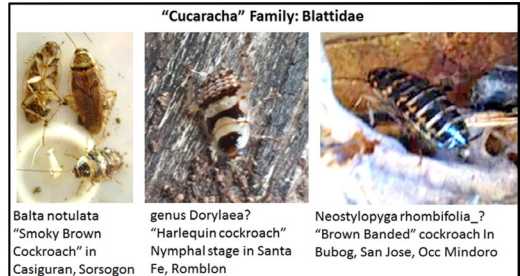 “Cucaracha” Family: Blattidae
Balta notulata
“Smoky Brown
Cockroach” in
Casiguran, Sorsogon
genus Dorylaea?
“Harlequin cockroach”
Nymphal stage in Santa
Fe, Romblon
Neostylopyga rhombifolia_?
“Brown Banded” cockroach In
Bubog, San Jose, Occ Mindoro